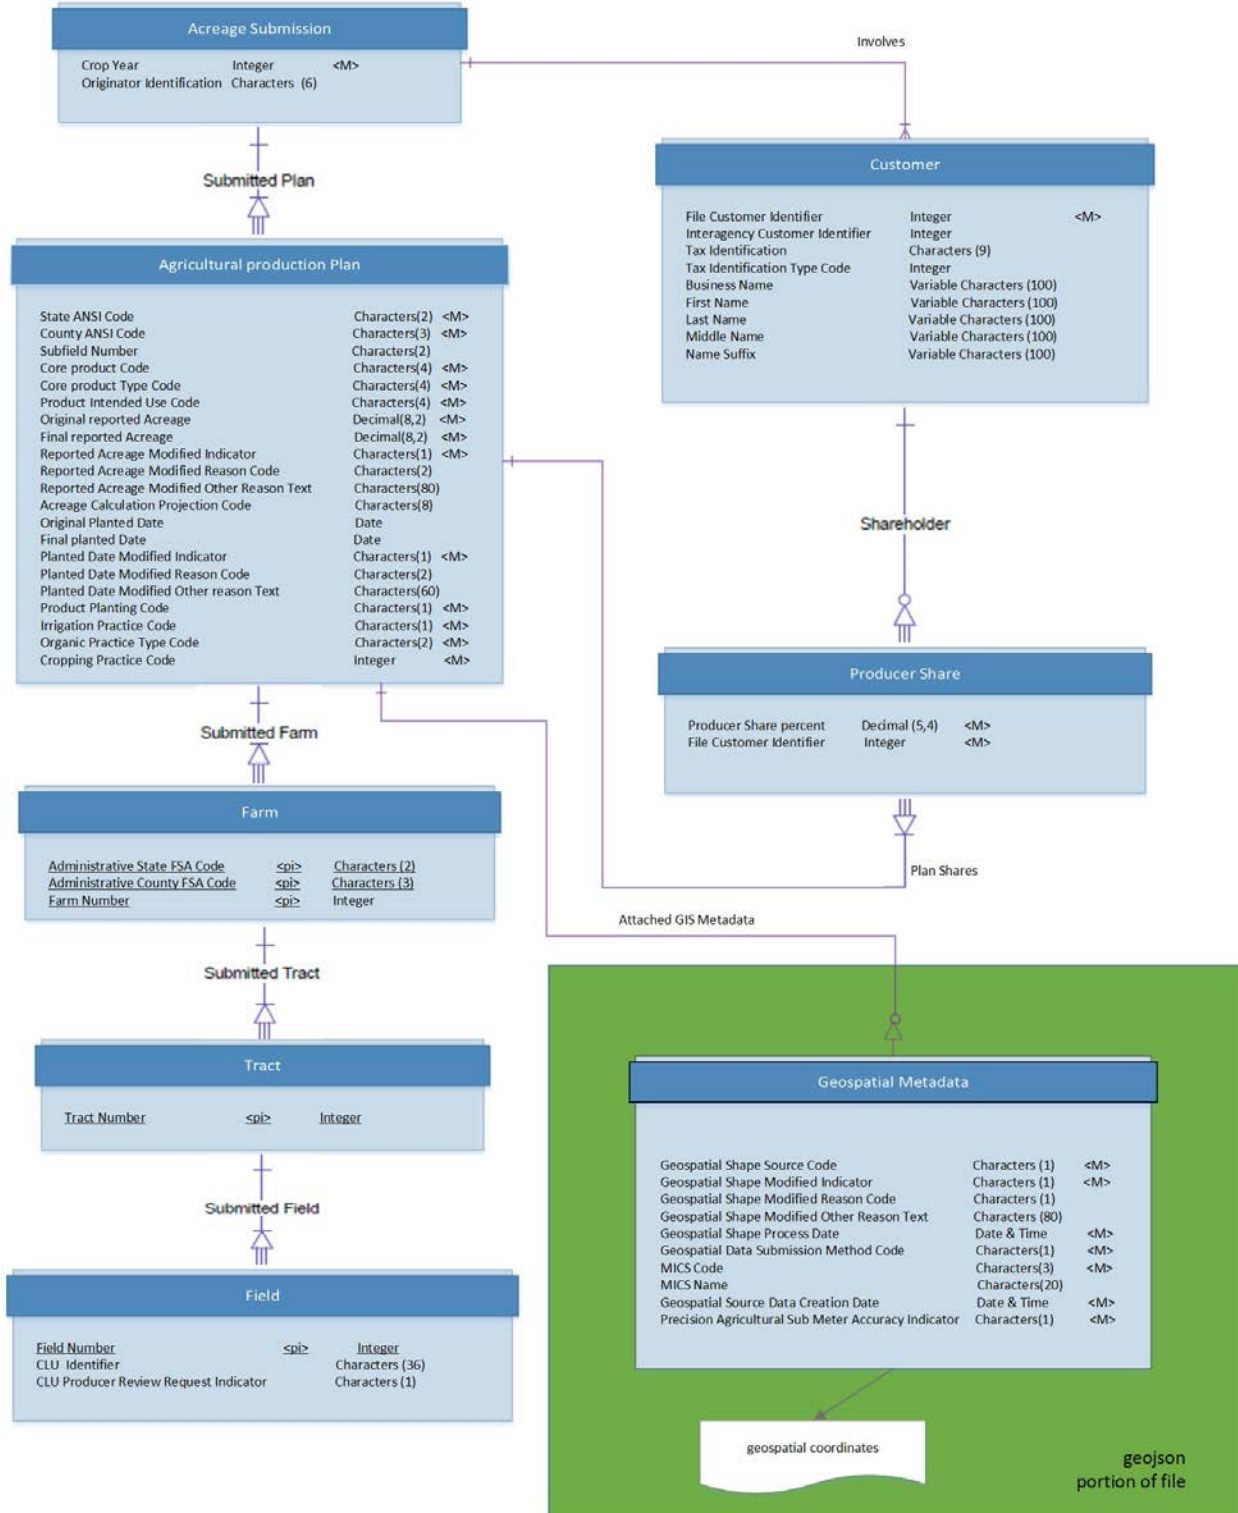 Acreage Submission
Crop Year Integer <M>
Originator Identification Characters (6)
Involves
Submitted Plan
Customer
File Customer Identifier Integer <M>
Interagency Customer Identifier Integer
Tax Identification Characters (9)
Tax Identification Type Code Integer
Business Name Variable Characters (100)
First Name Variable Characters (100)
Last Name Variable Characters (100)
Middle Name Variable Characters (100)
Name Suffix Variable Characters (100)
Agricultural production Plan
State ANSI Code Characters(2) <M>
County ANSI Code Characters(3) <M>
Subfield Number Characters(2)
Core product Code Characters(4) <M>
Core product Type Code Characters(4) <M>
Product Intended Use Code Characters(4) <M>
Original reported Acreage Decimal(8,2) <M>
Final reported Acreage Decimal(8,2) <M>
Reported Acreage Modified Indicator Characters(1) <M>
Reported Acreage Modified Reason Code Characters(2)
Reported Acreage Modified Other Reason Text Characters(80)
Acreage Calculation Projection Code Characters(8)
Original Planted Date Date
Final planted Date Date
Planted Date Modified Indicator Characters(1) <M>
Planted Date Modified Reason Code Characters(2)
Planted Date Modified Other reason Text Characters(60)
Product Planting Code Characters(1) <M>
Irrigation Practice Code Characters(1) <M>
Organic Practice Type Code Characters(2) <M>
Cropping Practice Code Integer <M>
Shareholder
Producer Share
Producer Share percent Decimal (5,4) <M>
File Customer Identifier Integer <M>
Submitted Farm
Farm
Administrative State FSA Code <pi> Characters (2)
Administrative County FSA Code <pi> Characters (3)
Farm Number <pi> Integer
Plan Shares
Attached GIS Metadata
Submitted Tract
Tract
Tract Number <pi> Integer
Submitted Field
Field
Field Number <pi> Integer
CLU Identifier Characters (36)
CLU Producer Review Request Indicator Characters (1)
Geospatial Metadata
Geospatial Shape Source Code Characters (1) <M>
Geospatial Shape Modified Indicator Characters (1) <M>
Geospatial Shape Modified Reason Code Characters (1)
Geospatial Shape Modified Other Reason Text Characters (80)
Geospatial Shape Process Date Date & Time <M>
Geospatial Data Submission Method Code Characters(1) <M>
MICS Code Characters(3) <M>
MICS Name Characters(20)
Geospatial Source Data Creation Date Date & Time <M>
Precision Agricultural Sub Meter Accuracy Indicator Characters(1) <M>
geospatial coordinates
geojson
portion of file